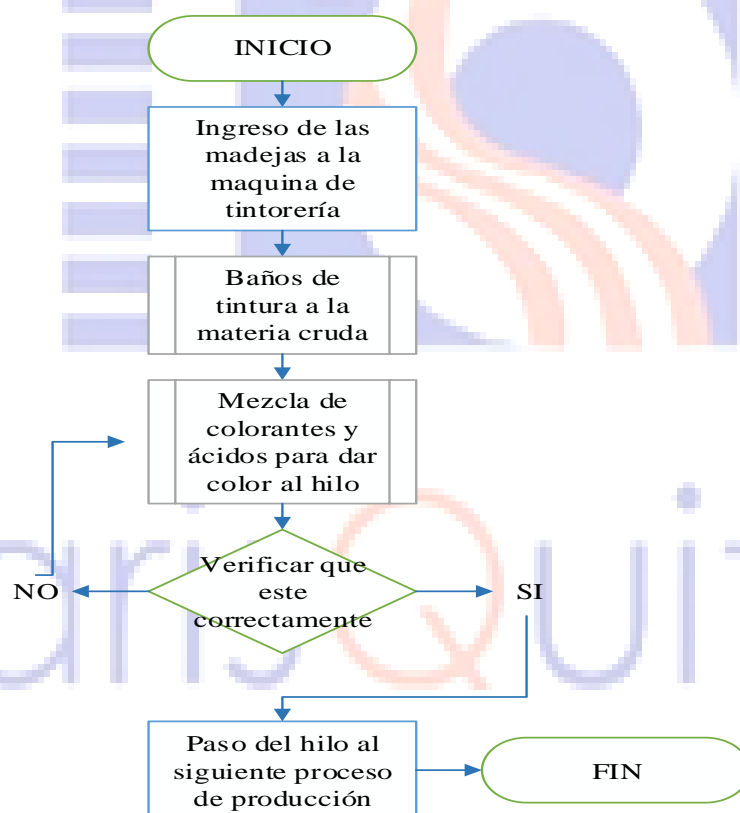 INICIO
Ingreso de las
madejas a la
maquina de
tintorería
Baños de
tintura a la
materia cruda
Mezcla de
colorantes y
ácidos para dar
color al hilo
Verificar que
este
correctamente
NO
SI
Paso del hilo al
siguiente proceso
de producción
FIN